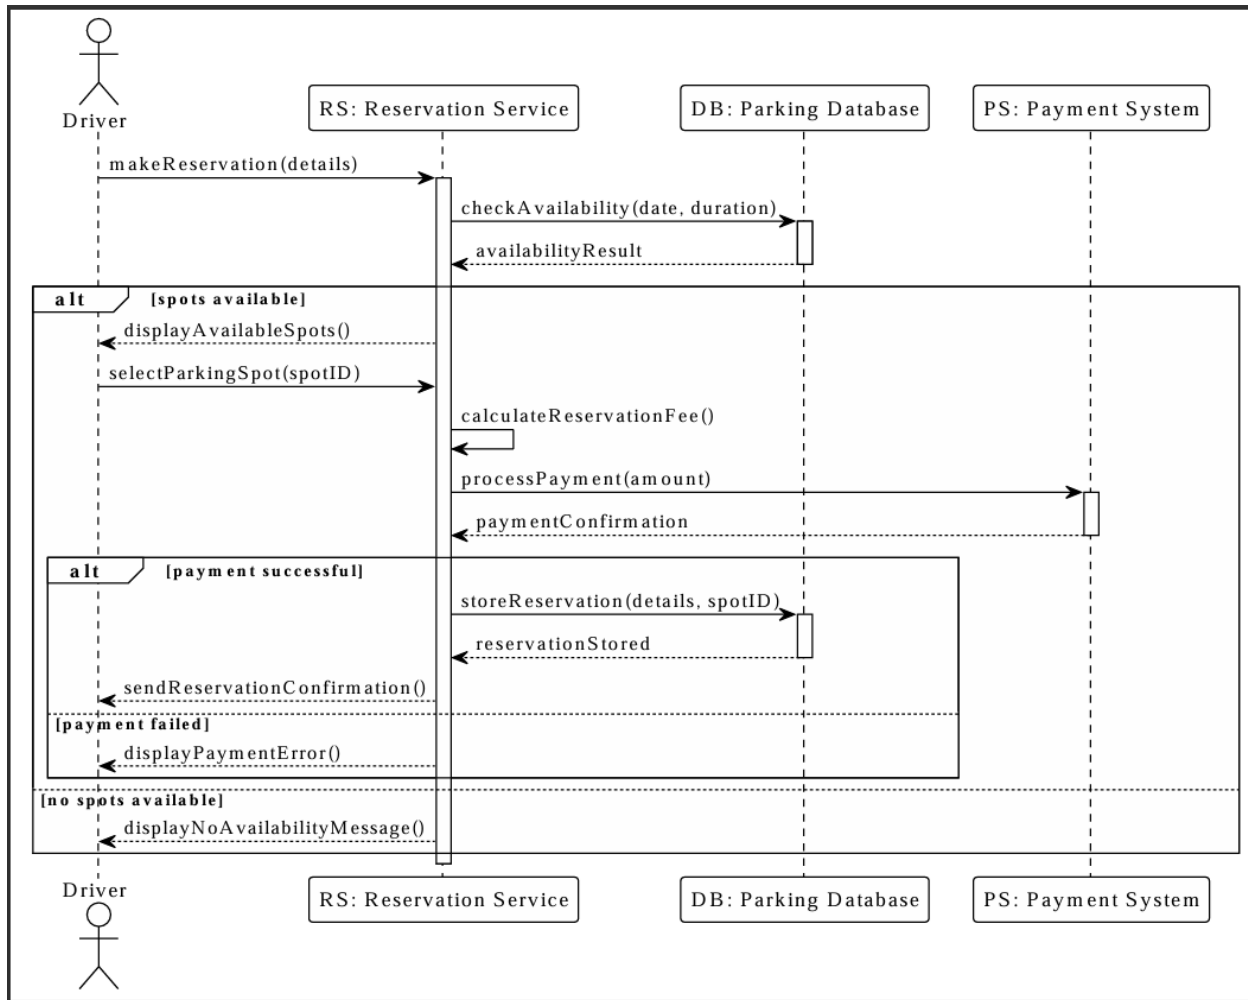 Driver
RS: Reservation Service
DB: Parking Database
PS: Payment System
makeReservation(details)
checkAvailability(date, duration)
availabilityResult
alt [spots available]
displayAvailableSpots()
selectParkingSpot(spotID)
calculateReservationFee()
processPayment(amount)
paymentConfirmation
alt [payment successful]
storeReservation(details, spotID)
reservationStored
sendReservationConfirmation()
[payment failed]
displayPaymentError()
[no spots available]
displayNoAvailabilityMessage()
Driver
RS: Reservation Service
DB: Parking Database
PS: Payment System